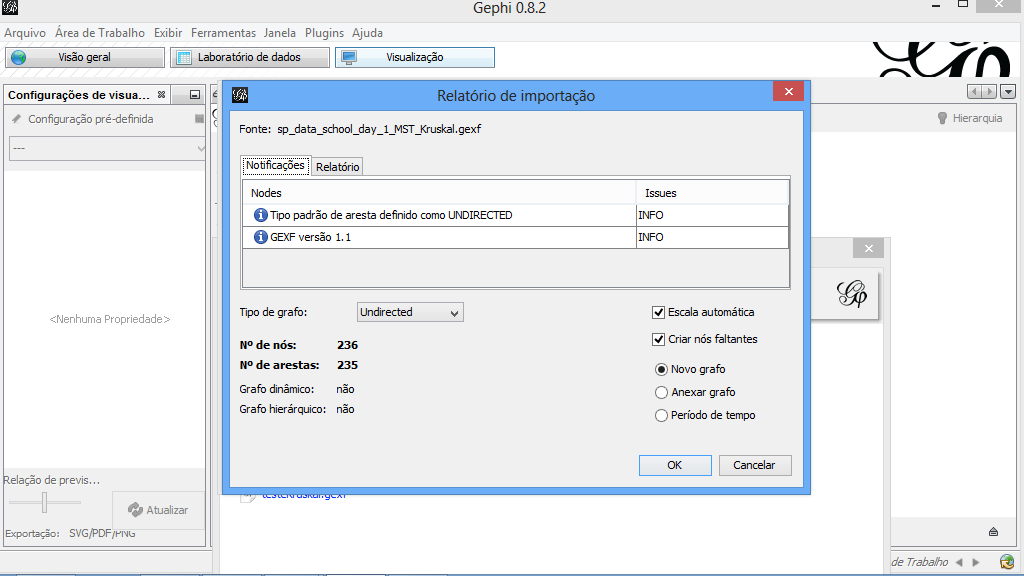 Gephi 0.8.2
Arquivo Área de Trabalho Exibir Ferramentas Janela Plugins Ajuda
Visão geral Laboratório de dados Visualização
Configurações de visua...
Configuração pré-definida
---
<Nenhuma Propriedade>
Relação de previs...
Atualizar
Exportação: SVG/PDF/PNG
Hierarquia
Relatório de importação
Fonte: sp_data_school_day_1_MST_Kruskal.gexf
Notificações Relatório
Nodes Issues
Tipo padrão de aresta definido como UNDIRECTED INFO
GEXF versão 1.1 INFO
Tipo de grafo: Undirected
Escala automática
Criar nós faltantes
Nº de nós: 236
Nº de arestas: 235
Grafo dinâmico: não
Grafo hierárquico: não
Novo grafo
Anexar grafo
Período de tempo
OK Cancelar
testekruskal.gexf
de Trabalho